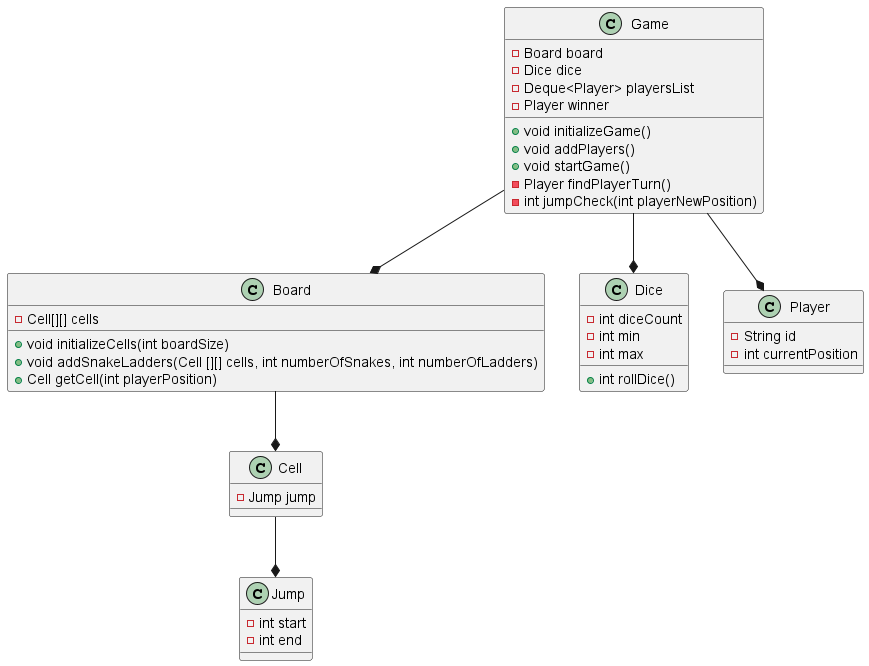 C Game
Board board
Dice dice
Deque<Player> playersList
Player winner
void initializeGame()
void addPlayers()
void startGame()
Player findPlayerTurn()
int jumpCheck(int playerNewPosition)
C Board
Cell[][] cells
void initializeCells(int boardSize)
void addSnakeLadders(Cell [][] cells, int numberOfSnakes, int numberOfLadders)
Cell getCell(int playerPosition)
C Dice
int diceCount
int min
int max
int rollDice()
C Player
String id
int currentPosition
C Cell
Jump jump
C Jump
int start
int end